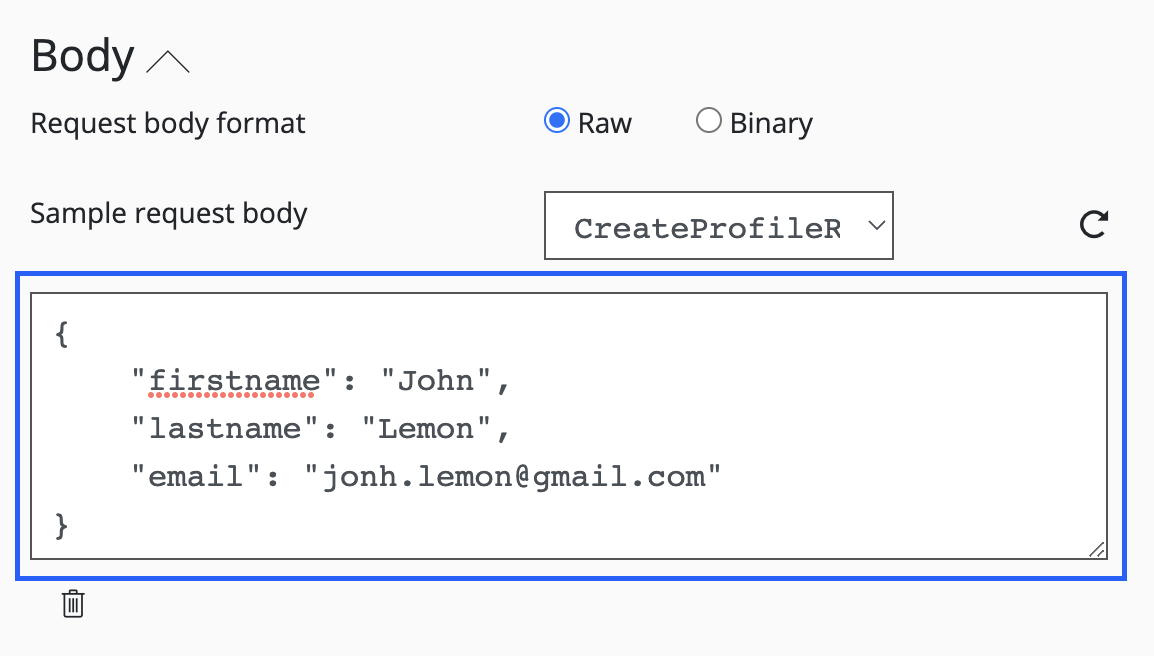 Body
Request body format Raw Binary
Sample request body CreateProfileR
{
"firstname": "John",
"lastname": "Lemon",
"email": "jonh.lemon@gmail.com"
}